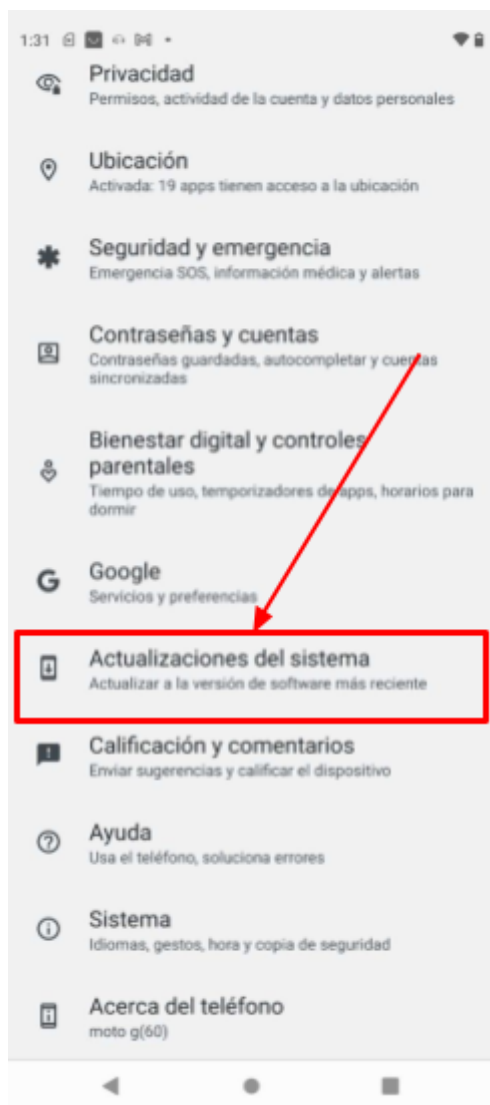 1:31
Privacidad
Permisos, actividad de la cuenta y datos personales
Ubicación
Activada: 19 apps tienen acceso a la ubicación
Seguridad y emergencia
Emergencia SOS, información médica y alertas
Contraseñas y cuentas
Contraseñas guardadas, autocompletar y cuentas
sincronizadas
Bienestar digital y controles
parentales
Tiempo de uso, temporizadores de apps, horarios para
dormir
Google
Servicios y preferencias
Actualizaciones del sistema
Actualizar a la versión de software más reciente
Calificación y comentarios
Enviar sugerencias y calificar el dispositivo
Ayuda
Usa el teléfono, soluciona errores
Sistema
Idiomas, gestos, hora y copia de seguridad
Acerca del teléfono
moto g(60)